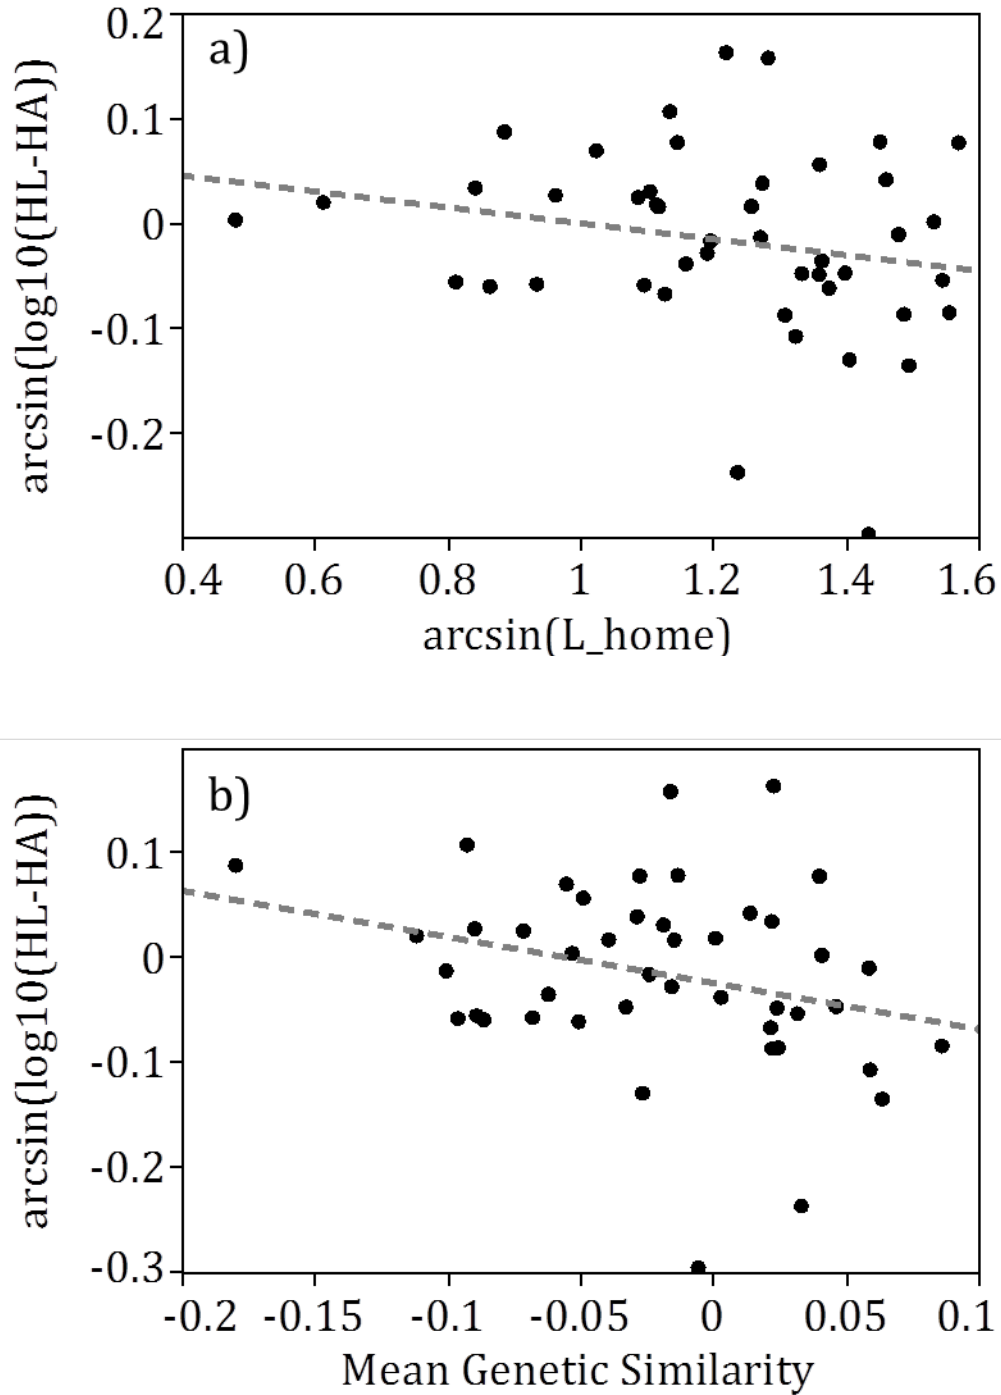 a)
0.2
0.1
0
-0.1
-0.2
arcsin(log10(HL-HA))
0.4 0.6 0.8 1 1.2 1.4 1.6
arcsin(L_home)
b)
0.1
0
-0.1
-0.2
-0.3
arcsin(log10(HL-HA))
-0.2 -0.15 -0.1 -0.05 0 0.05 0.1
Mean Genetic Similarity